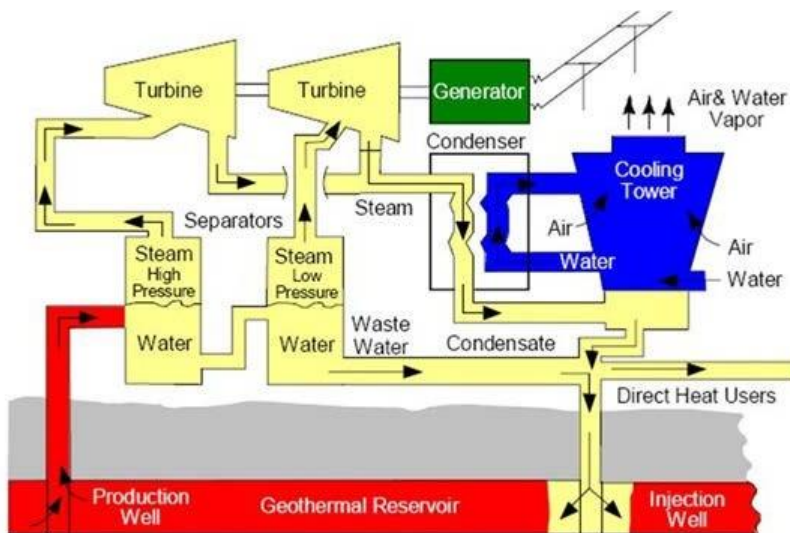 Turbine
Turbine
Generator
Air& Water
Vapor
Condenser
Cooling
Tower
Separators
Steam
Air
Air
Steam
High
Pressure
Steam
Low
Pressure
Water
Water
Water
Water
Waste
Water
Condensate
Direct Heat Users
Production
Well
Geothermal Reservoir
Injection
Well